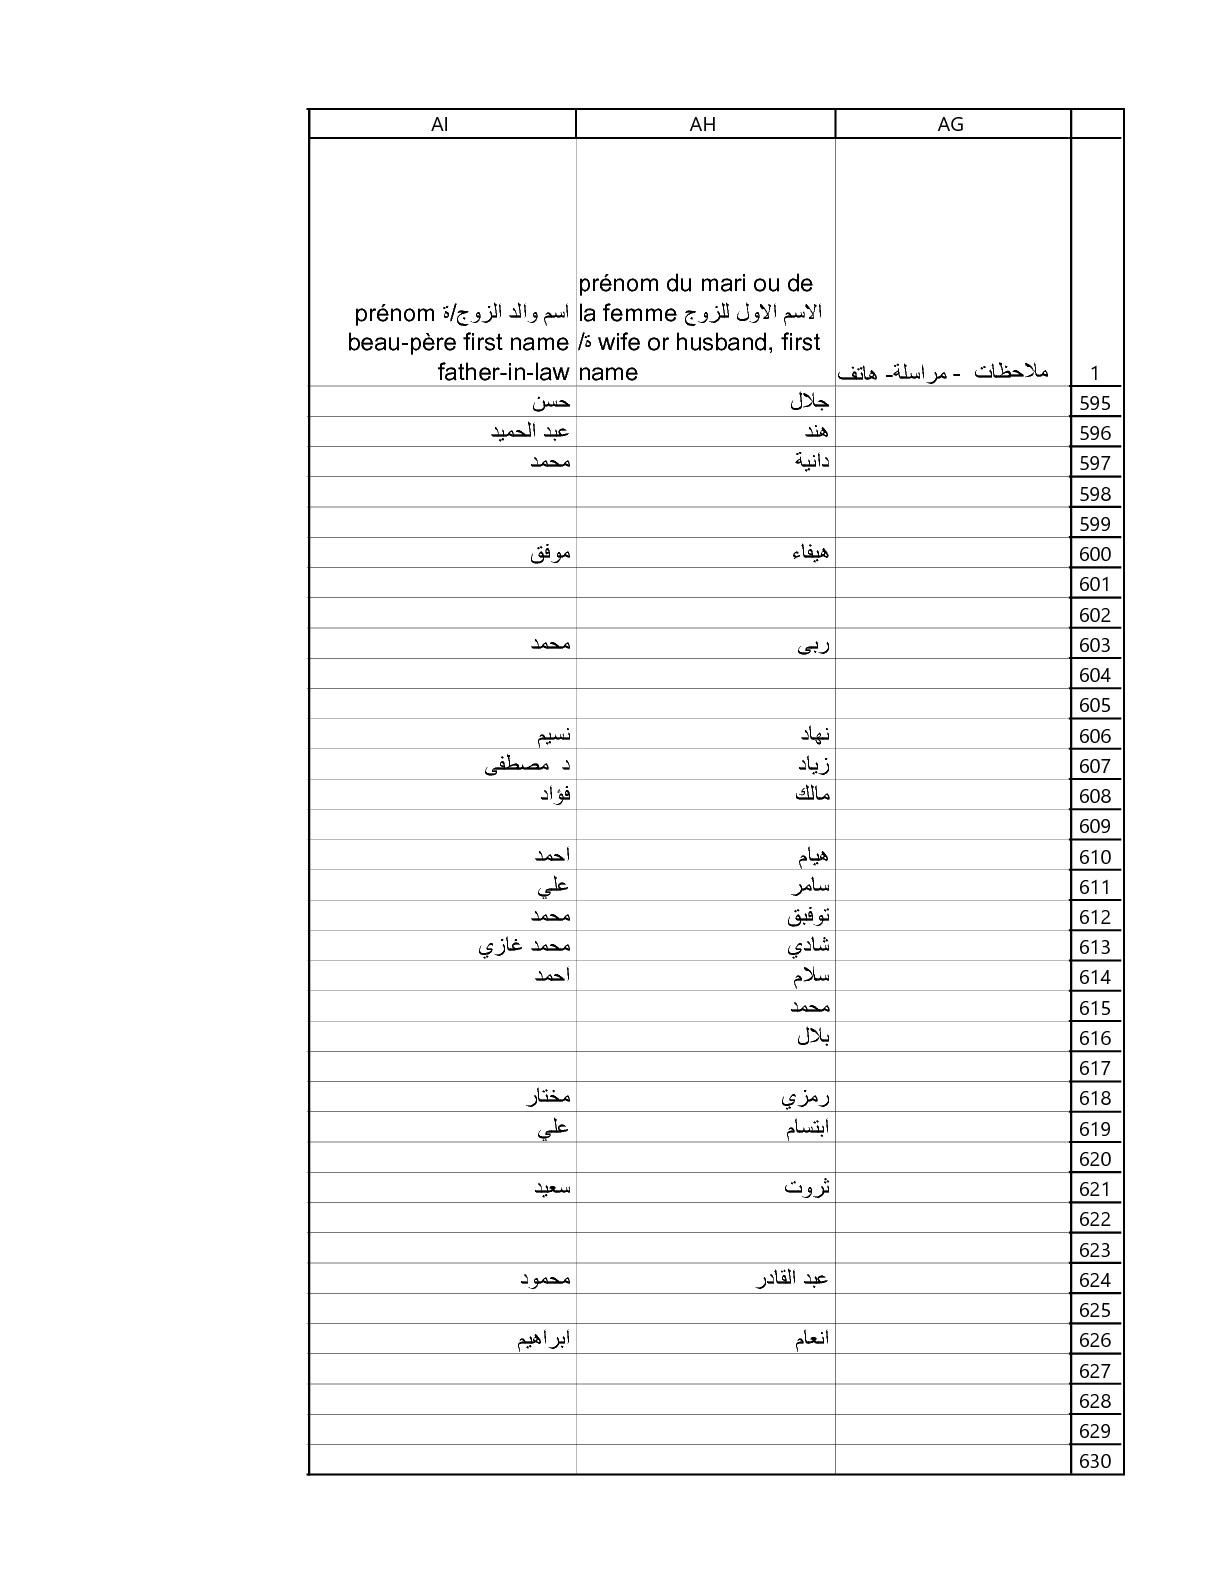 AI AH AG
prénom اسم والد الزوج/ة
beau-père first name
father-in-law
prénom du mari ou de
la femme الاسم الاول للزوج
/ة wife or husband, first
name
ملاحظات - مراسلة- هاتف
1
حسن جلال 595
عبد الحميد هند 596
محمد دانية 597
598
599
موفق هيفاء 600
601
602
محمد ربى 603
604
605
نسيم نهاد 606
د مصطفى زياد 607
فؤاد مالك 608
609
احمد هيام 610
علي سامر 611
محمد توفيق 612
محمد غازي شادي 613
احمد سلام 614
محمد 615
بلال 616
617
مختار رمزي 618
علي ابتسام 619
620
سعيد ثروت 621
622
623
محمود عبد القادر 624
625
ابراهيم انعام 626
627
628
629
630